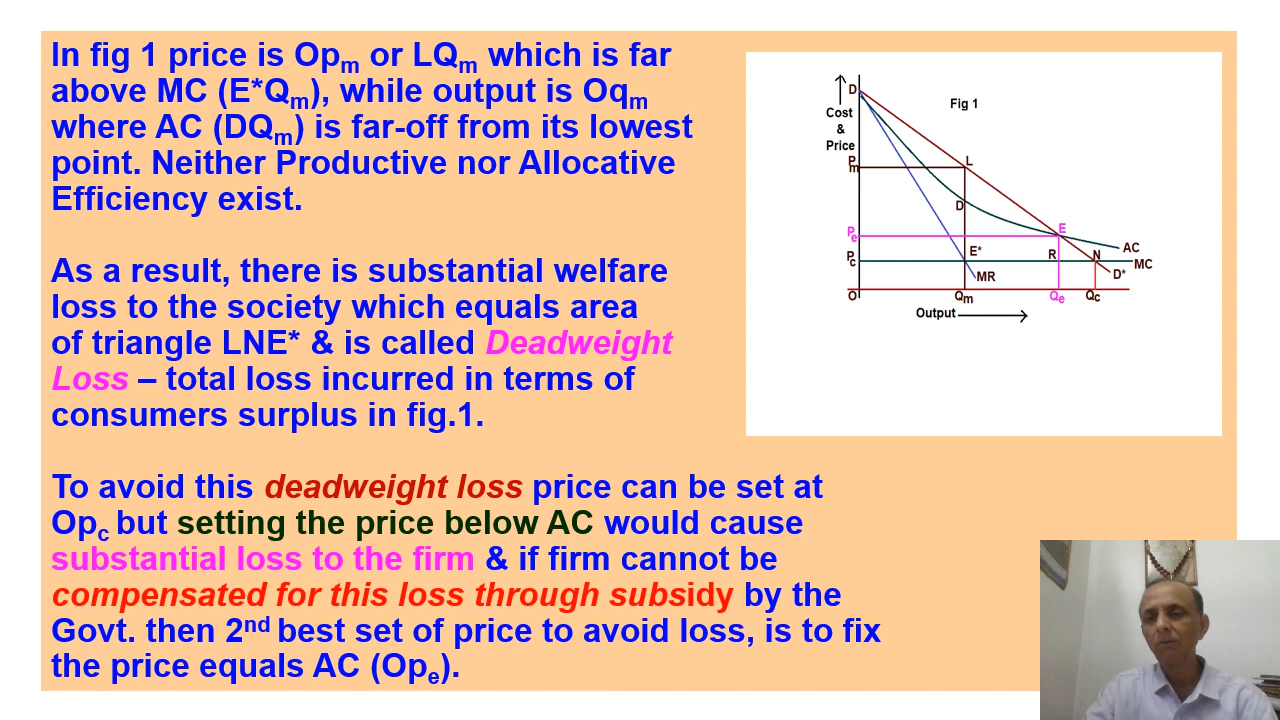 In fig 1 price is Opm or LQm which is far
above MC (E*Qm), while output is Oqm
where AC (DQm) is far-off from its lowest
point. Neither Productive nor Allocative
Efficiency exist.
As a result, there is substantial welfare
loss to the society which equals area
of triangle LNE* & is called Deadweight
Loss – total loss incurred in terms of
consumers surplus in fig.1.
To avoid this deadweight loss price can be set at
Opc but setting the price below AC would cause
substantial loss to the firm & if firm cannot be
compensated for this loss through subsidy by the
Govt. then 2nd best set of price to avoid loss, is to fix
the price equals AC (Ope).
Fig 1
D
Cost
&
Price
Pm
L
D
Pe
E
Pc
E*
R
N
AC
MC
D*
MR
O
Qm
Qe
Qc
Output